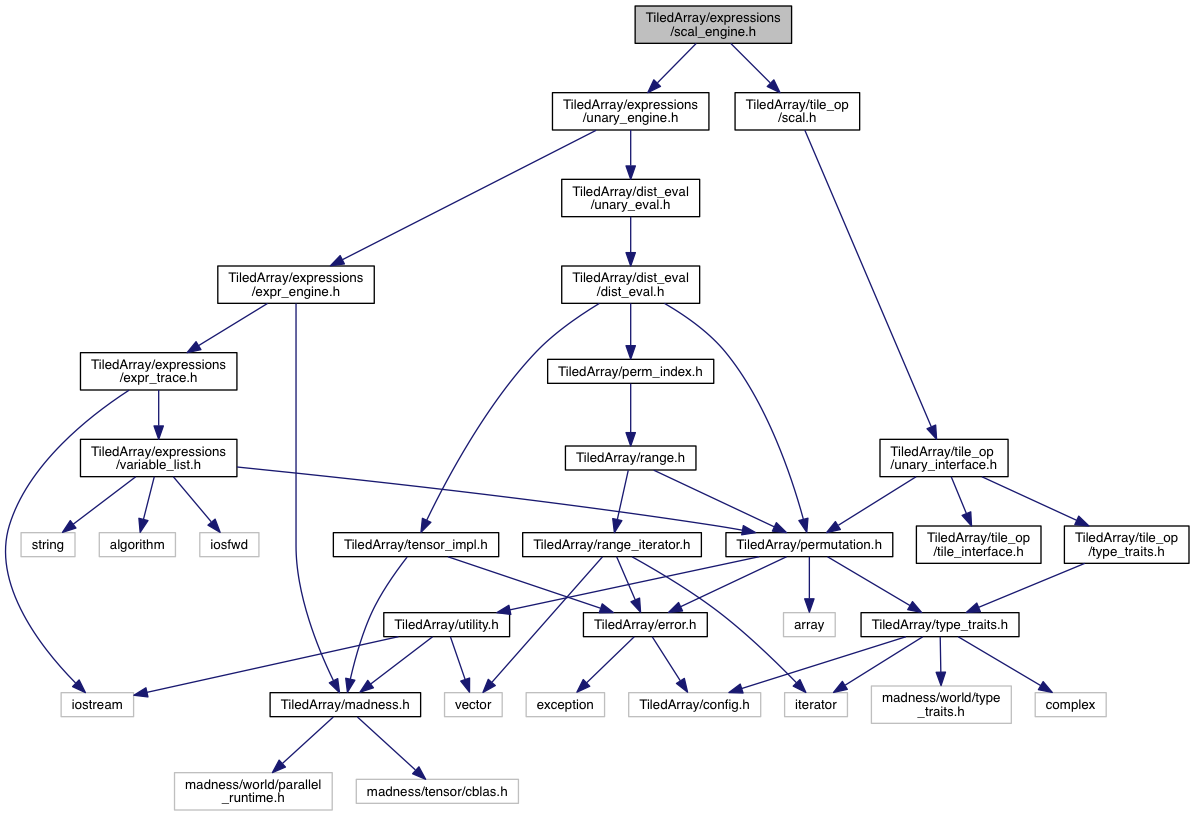 TiledArray/expressions
/scal_engine.h
TiledArray/expressions
/unary_engine.h
TiledArray/tile_op
/scal.h
TiledArray/dist_eval
/unary_eval.h
TiledArray/expressions
/expr_engine.h
TiledArray/dist_eval
/dist_eval.h
TiledArray/expressions
/expr_trace.h
TiledArray/perm_index.h
TiledArray/expressions
/variable_list.h
TiledArray/range.h
TiledArray/tile_op
/unary_interface.h
string
algorithm
iosfwd
TiledArray/tensor_impl.h
TiledArray/range_iterator.h
TiledArray/permutation.h
TiledArray/tile_op
/tile_interface.h
TiledArray/tile_op
/type_traits.h
TiledArray/utility.h
TiledArray/error.h
array
TiledArray/type_traits.h
iostream
TiledArray/madness.h
vector
exception
TiledArray/config.h
iterator
madness/world/type
_traits.h
complex
madness/world/parallel
_runtime.h
madness/tensor/cblas.h